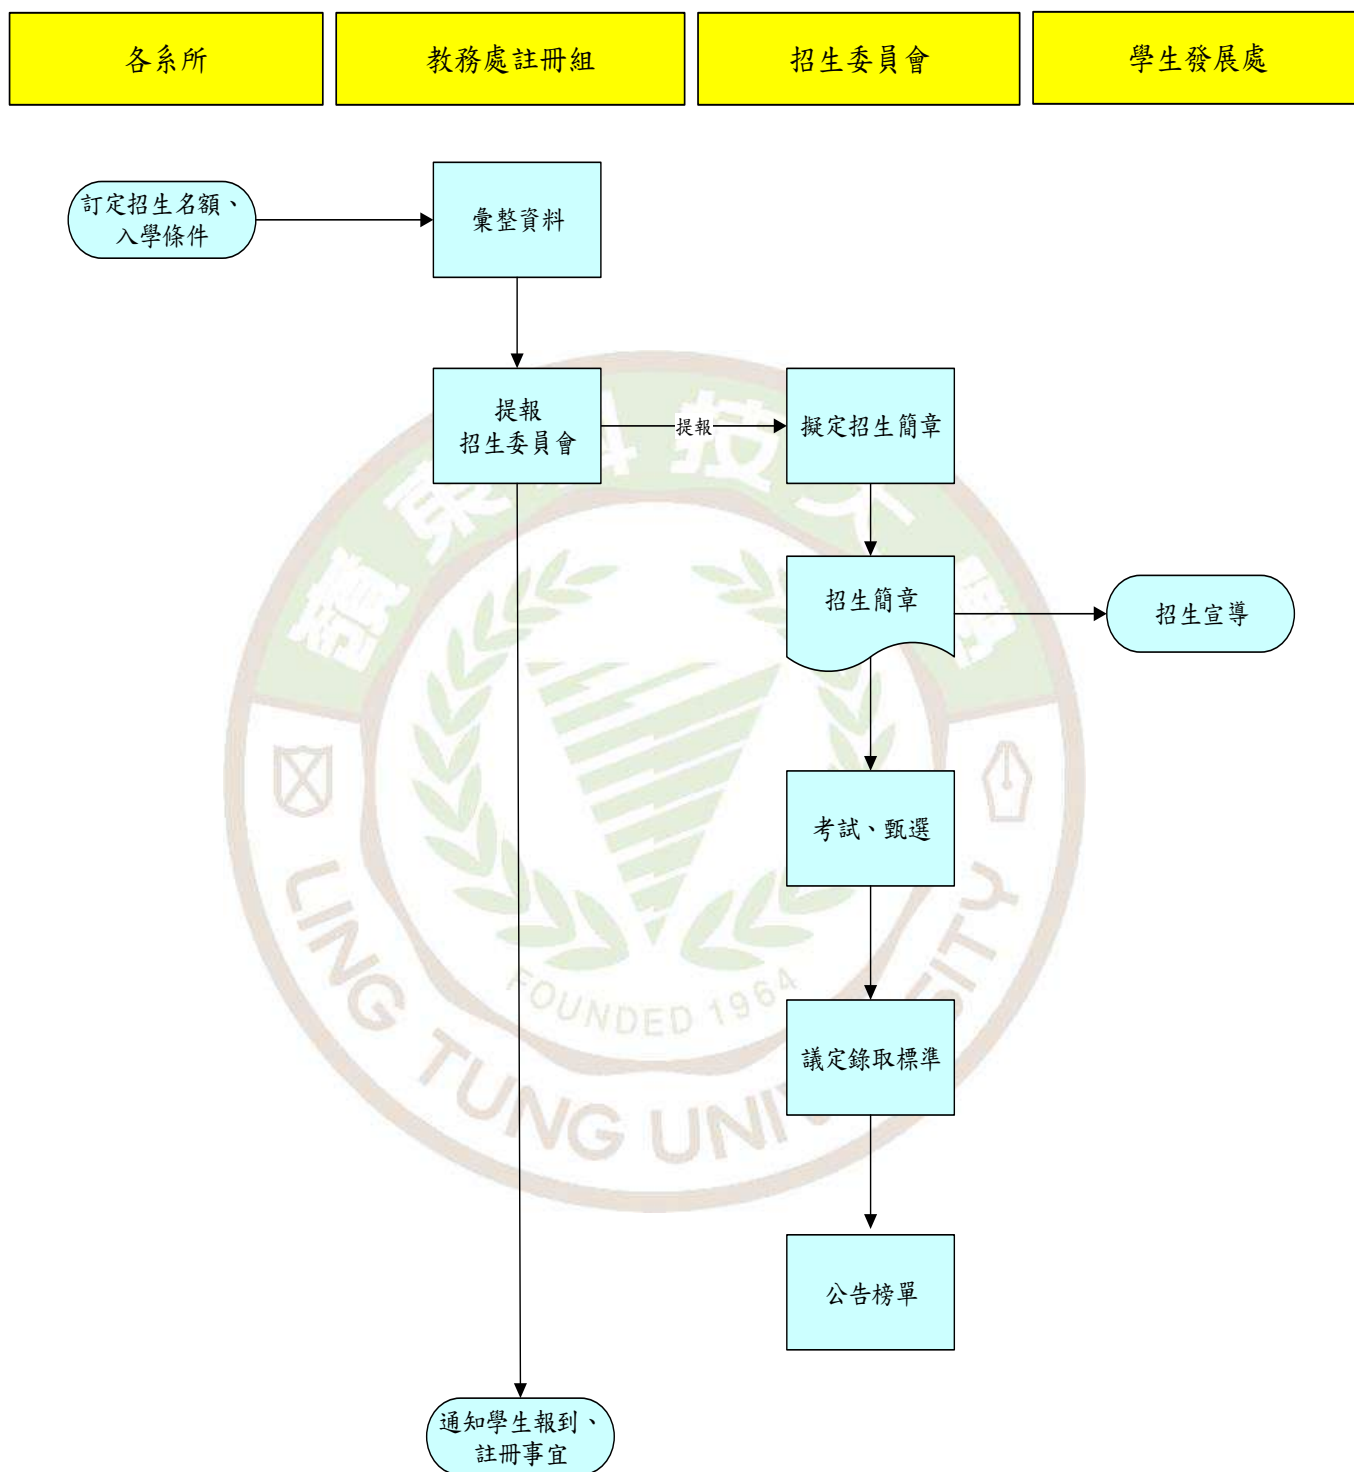 各系所
教務處註冊組
招生委員會
學生發展處
訂定招生名額、
入學條件
彙整資料
提報
招生委員會
提報
擬定招生簡章
招生簡章
招生宣導
考試、甄選
議定錄取標準
公告榜單
通知學生報到、
註冊事宜
FOUNDED 1964